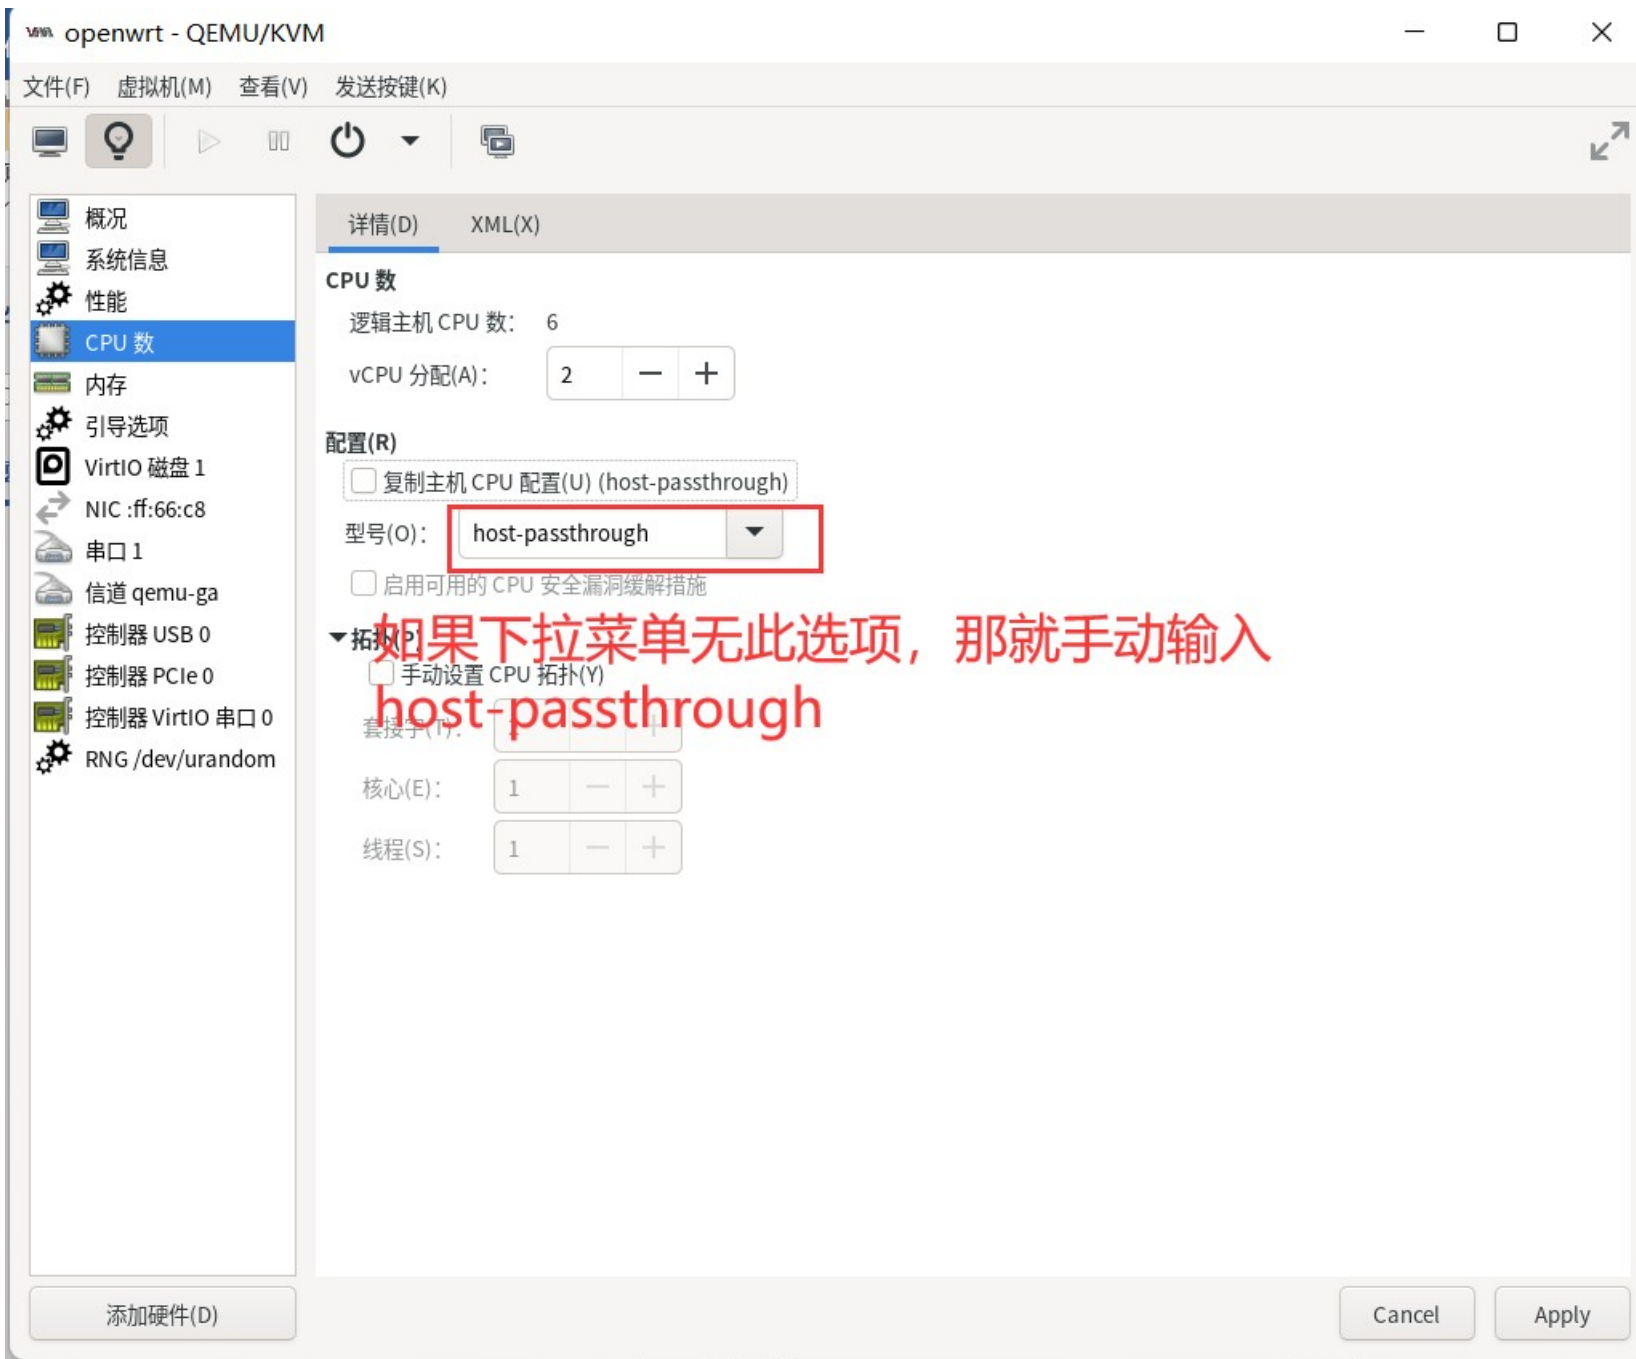 openwrt - QEMU/KVM
文件(F) 虚拟机(M) 查看(V) 发送按键(K)
概况
系统信息
性能
CPU 数
内存
引导选项
VirtIO 磁盘 1
NIC :ff:66:c8
串口 1
信道 qemu-ga
控制器 USB 0
控制器 PCIe 0
控制器 VirtIO 串口 0
RNG /dev/urandom
添加硬件(D)
详情(D) XML(X)
CPU 数
逻辑主机 CPU 数： 6
vCPU 分配(A)： 2
配置(R)
复制主机 CPU 配置(U) (host-passthrough)
型号(O)： host-passthrough
启用可用的 CPU 安全漏洞缓解措施
如果下拉菜单无此选项，那就手动输入
host-passthrough
拓扑(P)
手动设置 CPU 拓扑(Y)
套接字(T)：
核心(E)： 1
线程(S)： 1
Cancel Apply